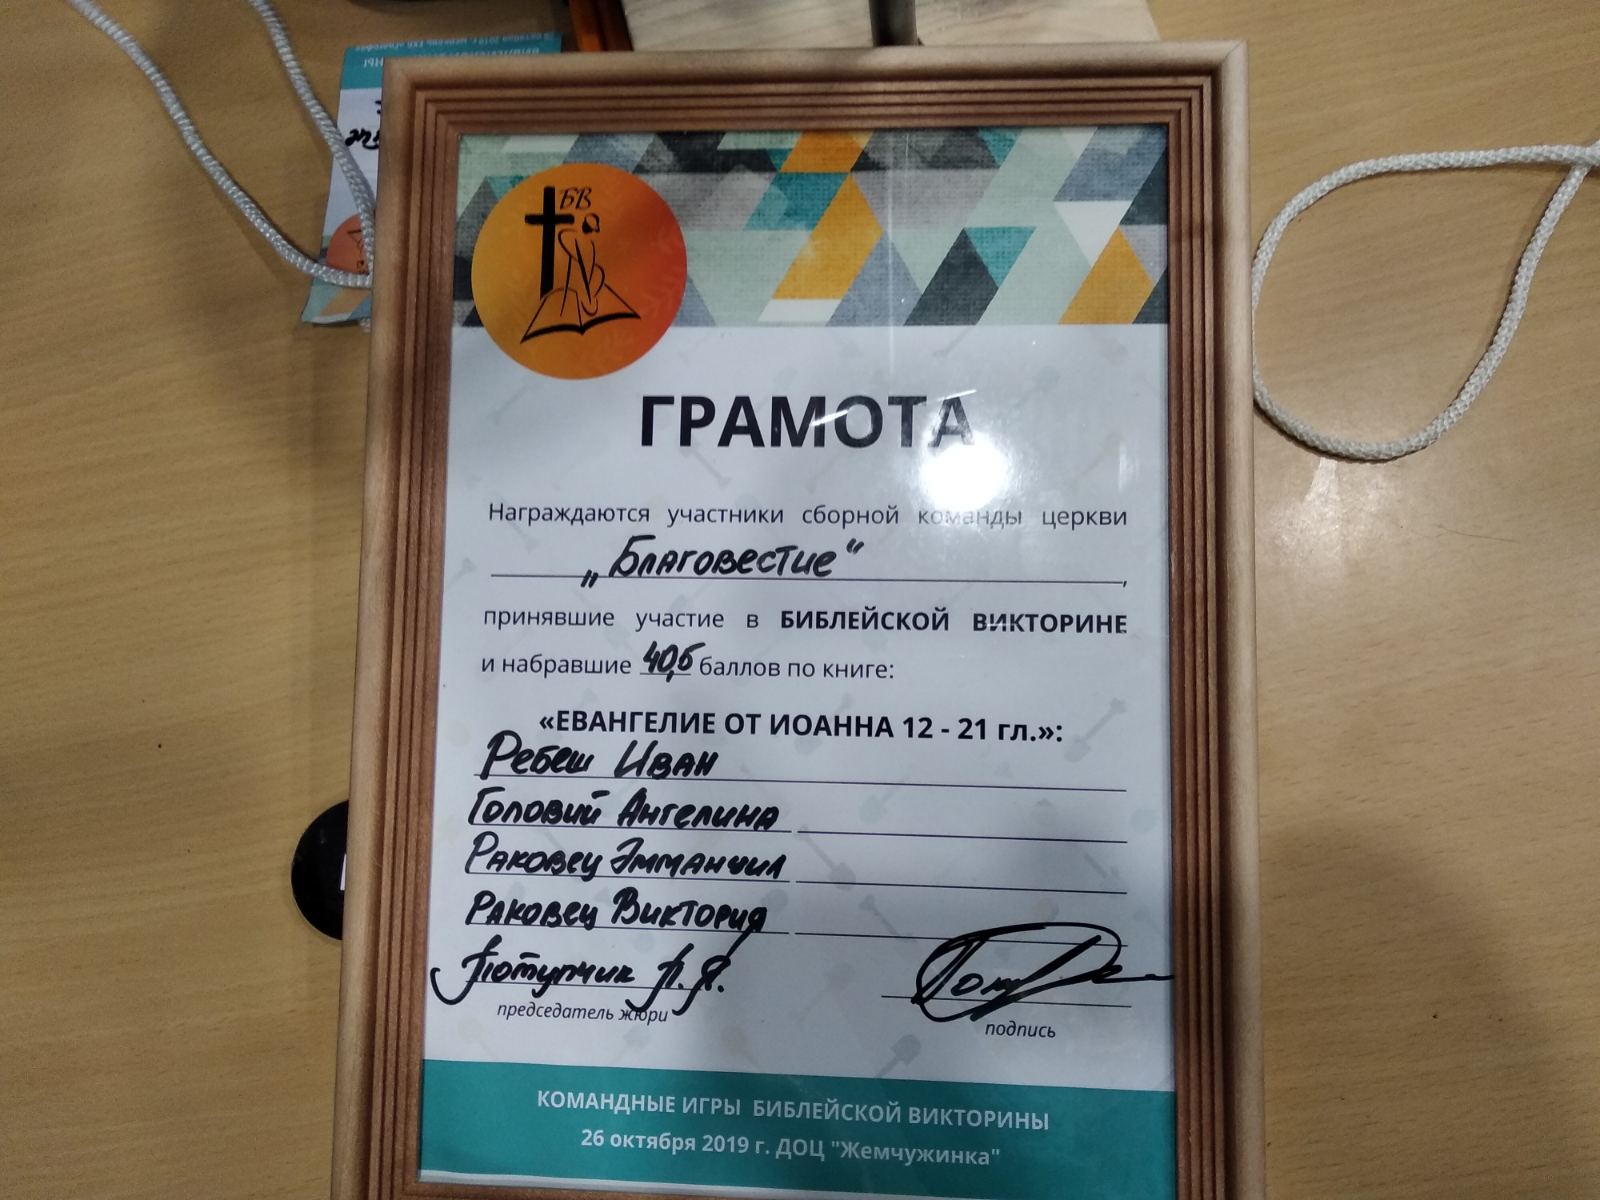 БВ
ГРАМОТА
Награждаются участники сборной команды церкви
„Благовестие“,
принявшие участие в БИБЛЕЙСКОЙ ВИКТОРИНЕ
и набравшие 40,5 баллов по книге:
«ЕВАНГЕЛИЕ ОТ ИОАННА 12 - 21 гл.»:
Ребеш Иван
Головий Ангелина
Раковец Эммануил
Раковец Виктория
Потупчик П. Я.
председатель жюри
подпись
КОМАНДНЫЕ ИГРЫ БИБЛЕЙСКОЙ ВИКТОРИНЫ
26 октября 2019 г. ДОЦ "Жемчужинка"